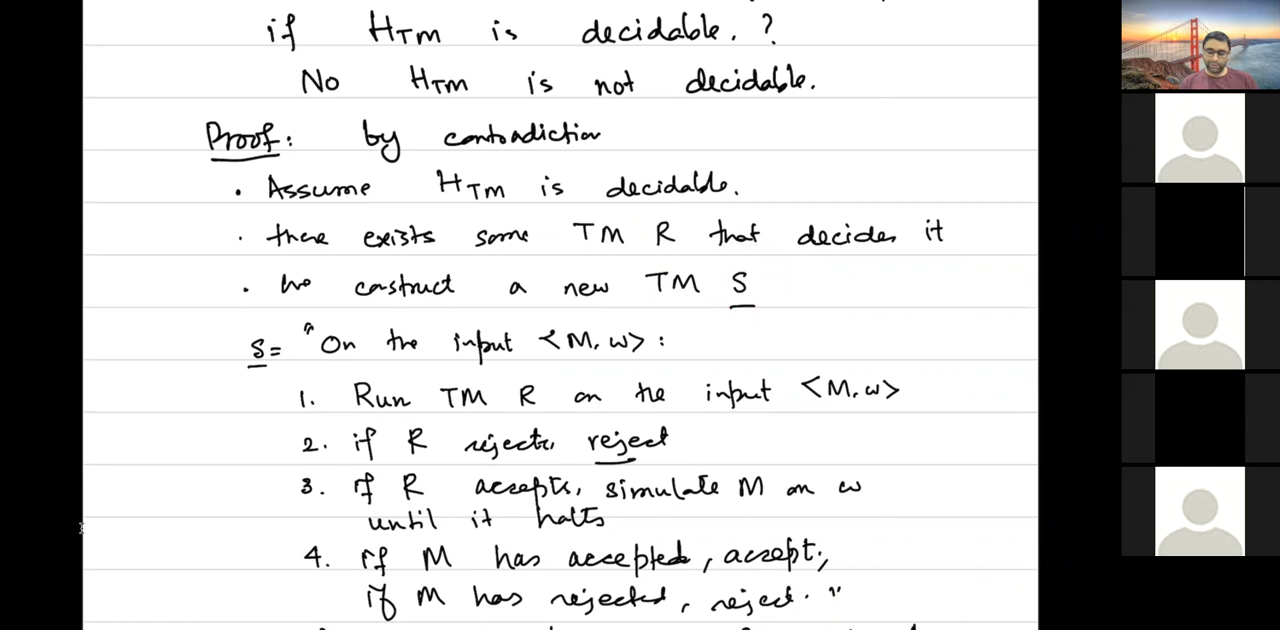 if HTM is decidable. ?
No HTM is not decidable.
Proof: by contradiction
• Assume HTM is decidable.
• there exists some TM R that decides it
• we construct a new TM S
S= "On the input <M, w> :
1. Run TM R on the input <M, w>
2. if R rejects, reject
3. if R accepts, simulate M on w
until it halts
4. if M has accepted, accept;
if M has rejected, reject. "